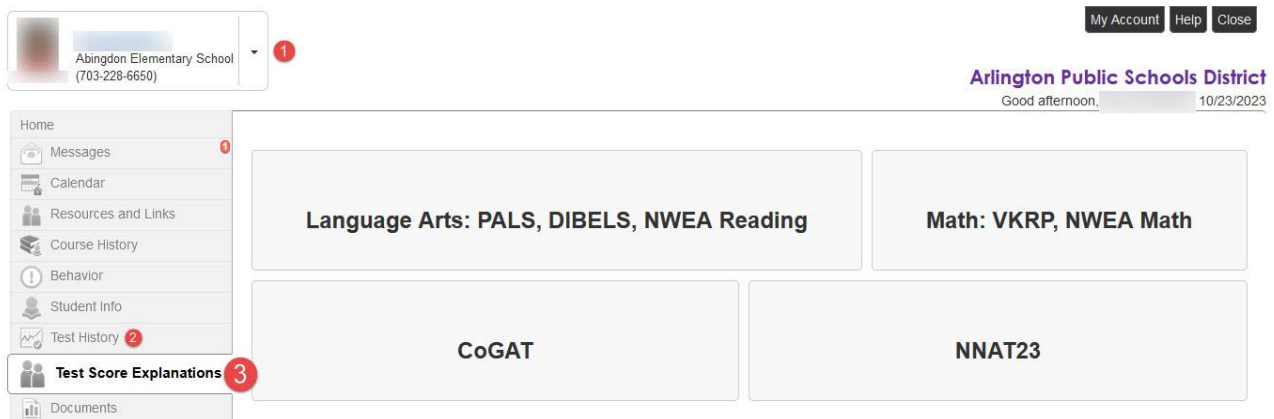 My Account Help Close
Abingdon Elementary School
(703-228-6650)
1
Arlington Public Schools District
Good afternoon, 10/23/2023
Home
Messages 1
Calendar
Resources and Links
Course History
Behavior
Student Info
Test History 2
Test Score Explanations 3
Documents
Language Arts: PALS, DIBELS, NWEA Reading
Math: VKRP, NWEA Math
CoGAT
NNAT23